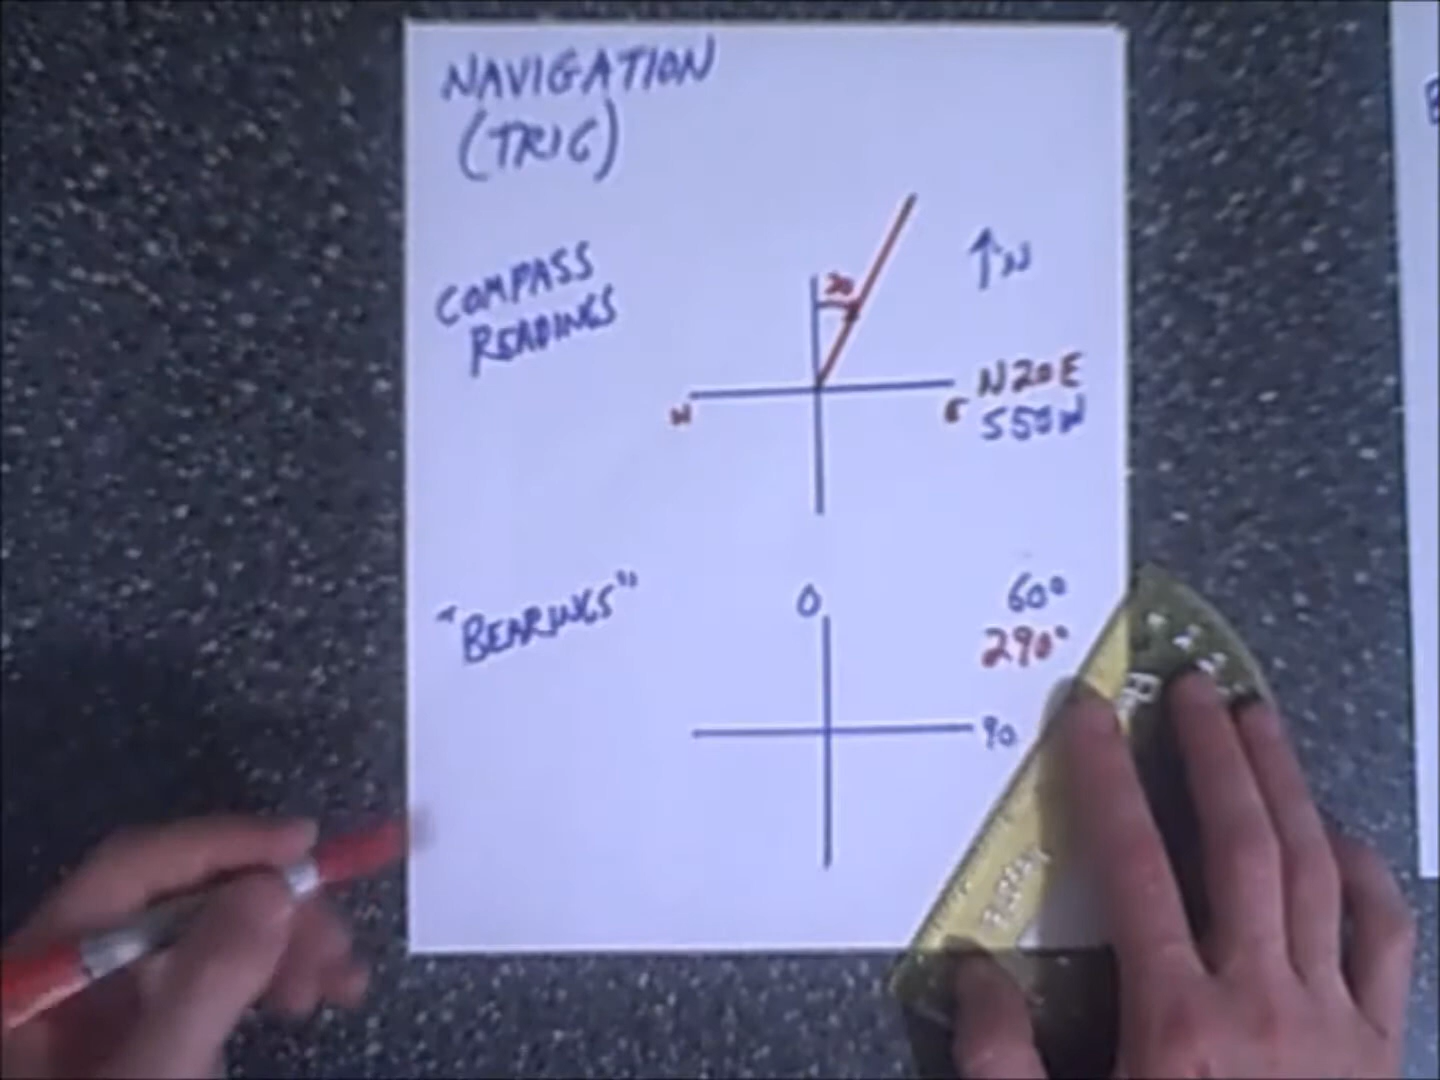 NAVIGATION
(TRIG)
COMPASS
READINGS
20
↑N
W
E
N20E
S50W
"BEARINGS"
0
60°
290°
90